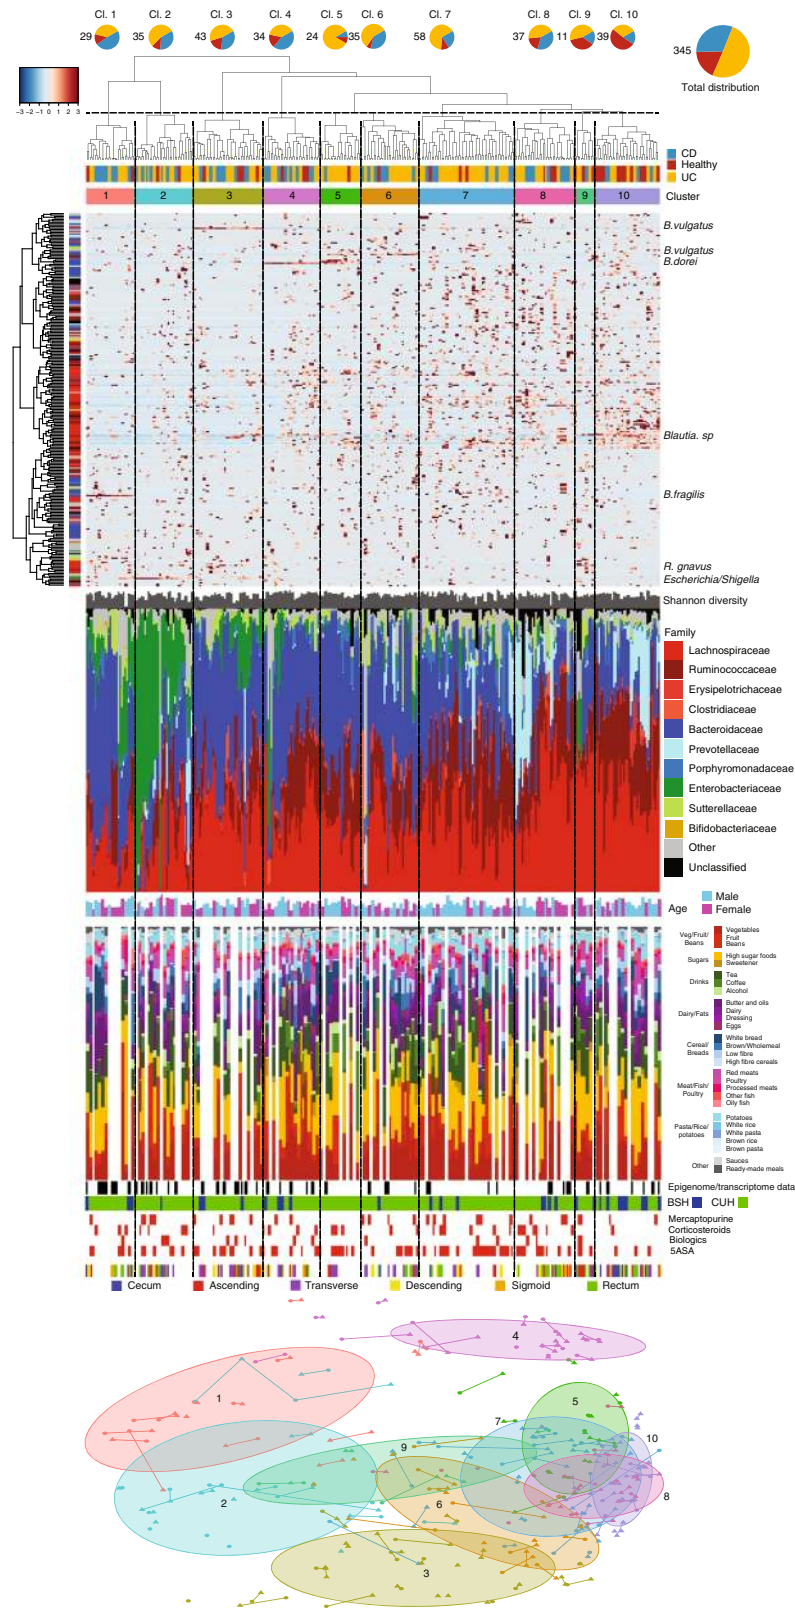 Cl. 1 Cl. 2 Cl. 3 Cl. 4 Cl. 5 Cl. 6 Cl. 7 Cl. 8 Cl. 9 Cl. 10
29 35 43 34 24 35 58 37 11 39 345
Total distribution
−3 −2 −1 0 1 2 3
CD
Healthy
UC
1 2 3 4 5 6 7 8 9 10 Cluster
B.vulgatus
B.vulgatus
B.dorei
Blautia. sp
B.fragilis
R. gnavus
Escherichia/Shigella
Shannon diversity
Family
Lachnospiraceae
Ruminococcaceae
Erysipelotrichaceae
Clostridiaceae
Bacteroidaceae
Prevotellaceae
Porphyromonadaceae
Enterobacteriaceae
Sutterellaceae
Bifidobacteriaceae
Other
Unclassified
Male
Age Female
Veg/Fruit/
Beans
Vegetables
Fruit
Beans
Sugars
High sugar foods
Sweetener
Drinks
Tea
Coffee
Alcohol
Dairy/Fats
Butter and oils
Dairy
Dressing
Eggs
Cereal/
Breads
White bread
Brown/Wholemeal
Low fibre
High fibre cereals
Meat/Fish/
Poultry
Red meats
Poultry
Processed meats
Other fish
Oily fish
Pasta/Rice/
potatoes
Potatoes
White rice
White pasta
Brown rice
Brown pasta
Other
Sauces
Ready-made meals
Epigenome/transcriptome data
BSH CUH
Mercaptopurine
Corticosteroids
Biologics
5ASA
Cecum Ascending Transverse Descending Sigmoid Rectum
4
1
5
7
10
9
8
2
6
3